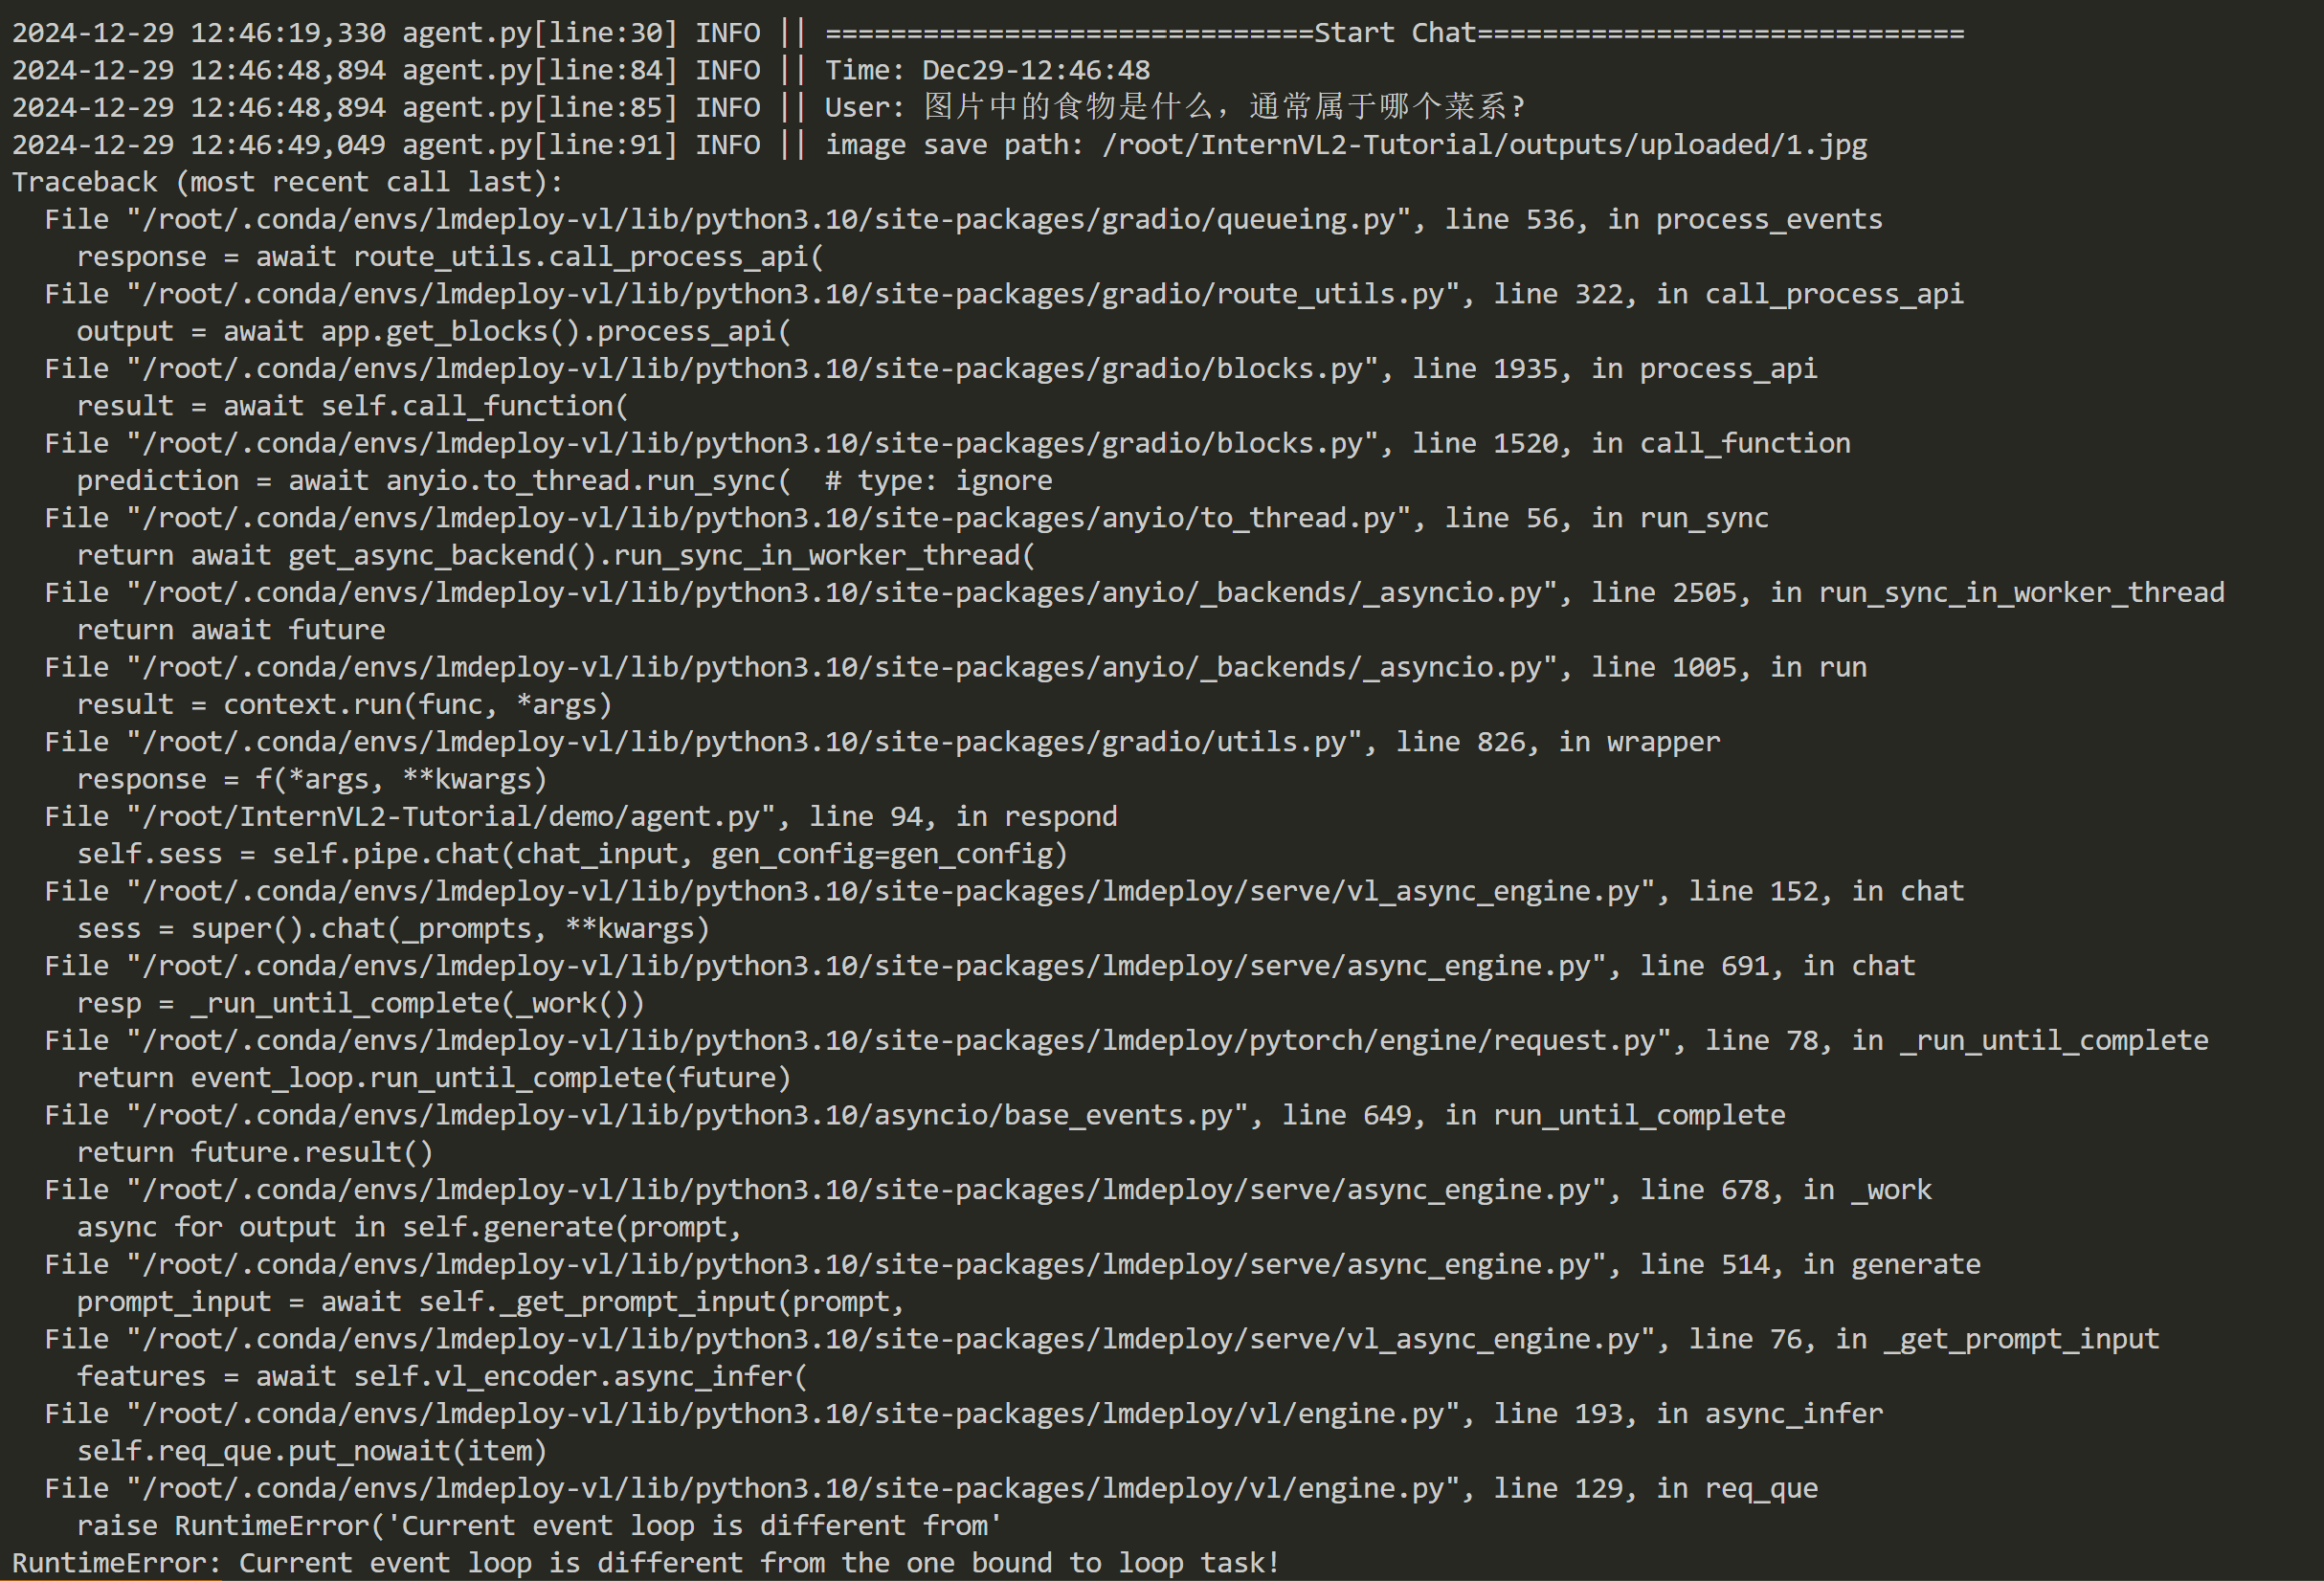 2024-12-29 12:46:19,330 agent.py[line:30] INFO || ==============================Start Chat==============================
2024-12-29 12:46:48,894 agent.py[line:84] INFO || Time: Dec29-12:46:48
2024-12-29 12:46:48,894 agent.py[line:85] INFO || User: 图片中的食物是什么，通常属于哪个菜系?
2024-12-29 12:46:49,049 agent.py[line:91] INFO || image save path: /root/InternVL2-Tutorial/outputs/uploaded/1.jpg
Traceback (most recent call last):
  File "/root/.conda/envs/lmdeploy-vl/lib/python3.10/site-packages/gradio/queueing.py", line 536, in process_events
    response = await route_utils.call_process_api(
  File "/root/.conda/envs/lmdeploy-vl/lib/python3.10/site-packages/gradio/route_utils.py", line 322, in call_process_api
    output = await app.get_blocks().process_api(
  File "/root/.conda/envs/lmdeploy-vl/lib/python3.10/site-packages/gradio/blocks.py", line 1935, in process_api
    result = await self.call_function(
  File "/root/.conda/envs/lmdeploy-vl/lib/python3.10/site-packages/gradio/blocks.py", line 1520, in call_function
    prediction = await anyio.to_thread.run_sync(  # type: ignore
  File "/root/.conda/envs/lmdeploy-vl/lib/python3.10/site-packages/anyio/to_thread.py", line 56, in run_sync
    return await get_async_backend().run_sync_in_worker_thread(
  File "/root/.conda/envs/lmdeploy-vl/lib/python3.10/site-packages/anyio/_backends/_asyncio.py", line 2505, in run_sync_in_worker_thread
    return await future
  File "/root/.conda/envs/lmdeploy-vl/lib/python3.10/site-packages/anyio/_backends/_asyncio.py", line 1005, in run
    result = context.run(func, *args)
  File "/root/.conda/envs/lmdeploy-vl/lib/python3.10/site-packages/gradio/utils.py", line 826, in wrapper
    response = f(*args, **kwargs)
  File "/root/InternVL2-Tutorial/demo/agent.py", line 94, in respond
    self.sess = self.pipe.chat(chat_input, gen_config=gen_config)
  File "/root/.conda/envs/lmdeploy-vl/lib/python3.10/site-packages/lmdeploy/serve/vl_async_engine.py", line 152, in chat
    sess = super().chat(_prompts, **kwargs)
  File "/root/.conda/envs/lmdeploy-vl/lib/python3.10/site-packages/lmdeploy/serve/async_engine.py", line 691, in chat
    resp = _run_until_complete(_work())
  File "/root/.conda/envs/lmdeploy-vl/lib/python3.10/site-packages/lmdeploy/pytorch/engine/request.py", line 78, in _run_until_complete
    return event_loop.run_until_complete(future)
  File "/root/.conda/envs/lmdeploy-vl/lib/python3.10/asyncio/base_events.py", line 649, in run_until_complete
    return future.result()
  File "/root/.conda/envs/lmdeploy-vl/lib/python3.10/site-packages/lmdeploy/serve/async_engine.py", line 678, in _work
    async for output in self.generate(prompt,
  File "/root/.conda/envs/lmdeploy-vl/lib/python3.10/site-packages/lmdeploy/serve/async_engine.py", line 514, in generate
    prompt_input = await self._get_prompt_input(prompt,
  File "/root/.conda/envs/lmdeploy-vl/lib/python3.10/site-packages/lmdeploy/serve/vl_async_engine.py", line 76, in _get_prompt_input
    features = await self.vl_encoder.async_infer(
  File "/root/.conda/envs/lmdeploy-vl/lib/python3.10/site-packages/lmdeploy/vl/engine.py", line 193, in async_infer
    self.req_que.put_nowait(item)
  File "/root/.conda/envs/lmdeploy-vl/lib/python3.10/site-packages/lmdeploy/vl/engine.py", line 129, in req_que
    raise RuntimeError('Current event loop is different from'
RuntimeError: Current event loop is different from the one bound to loop task!